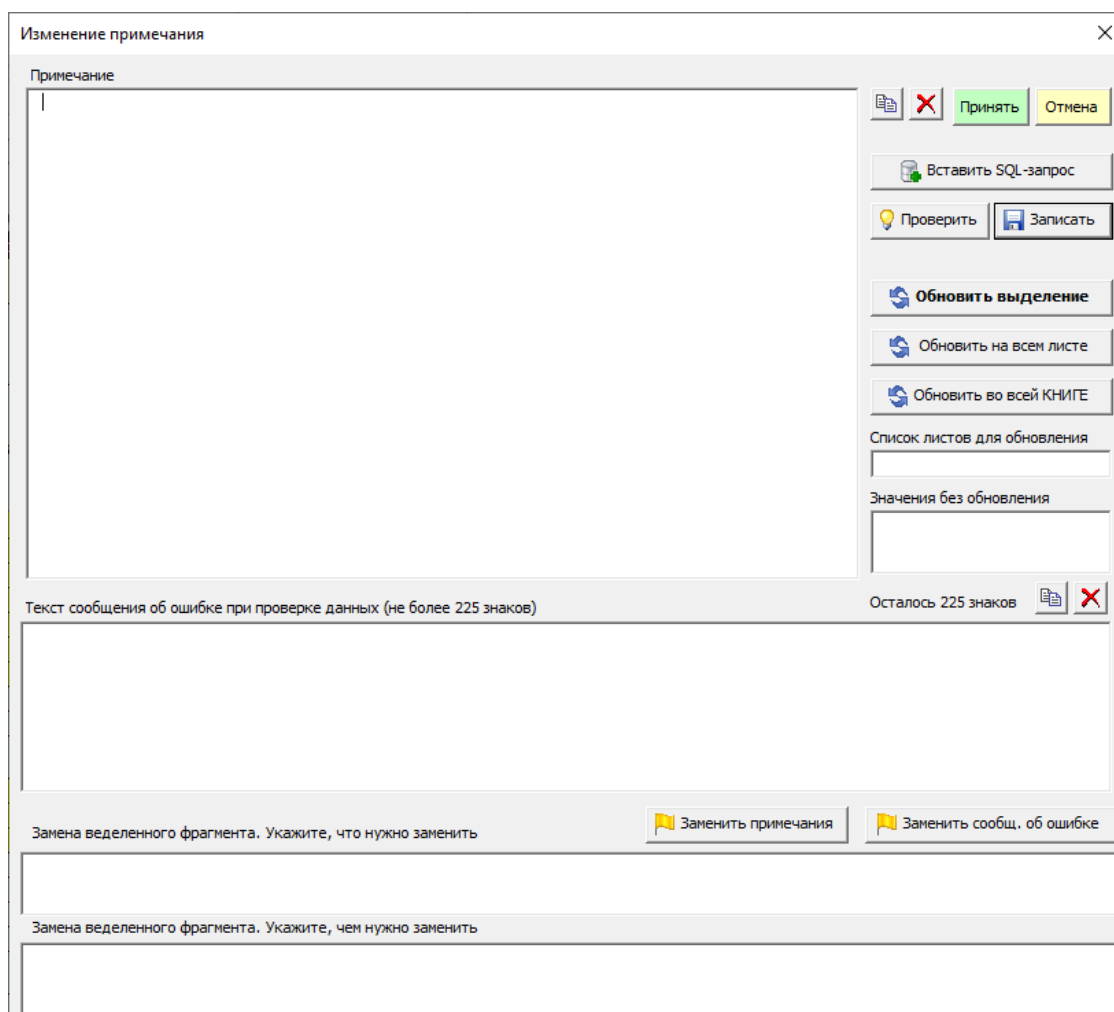 Изменение примечания
Примечание
Принять
Отмена
Вставить SQL-запрос
Проверить
Записать
Обновить выделение
Обновить на всем листе
Обновить во всей КНИГЕ
Список листов для обновления
Значения без обновления
Текст сообщения об ошибке при проверке данных (не более 225 знаков)
Осталось 225 знаков
Заменить примечания
Заменить сообщ. об ошибке
Замена веделенного фрагмента. Укажите, что нужно заменить
Замена веделенного фрагмента. Укажите, чем нужно заменить